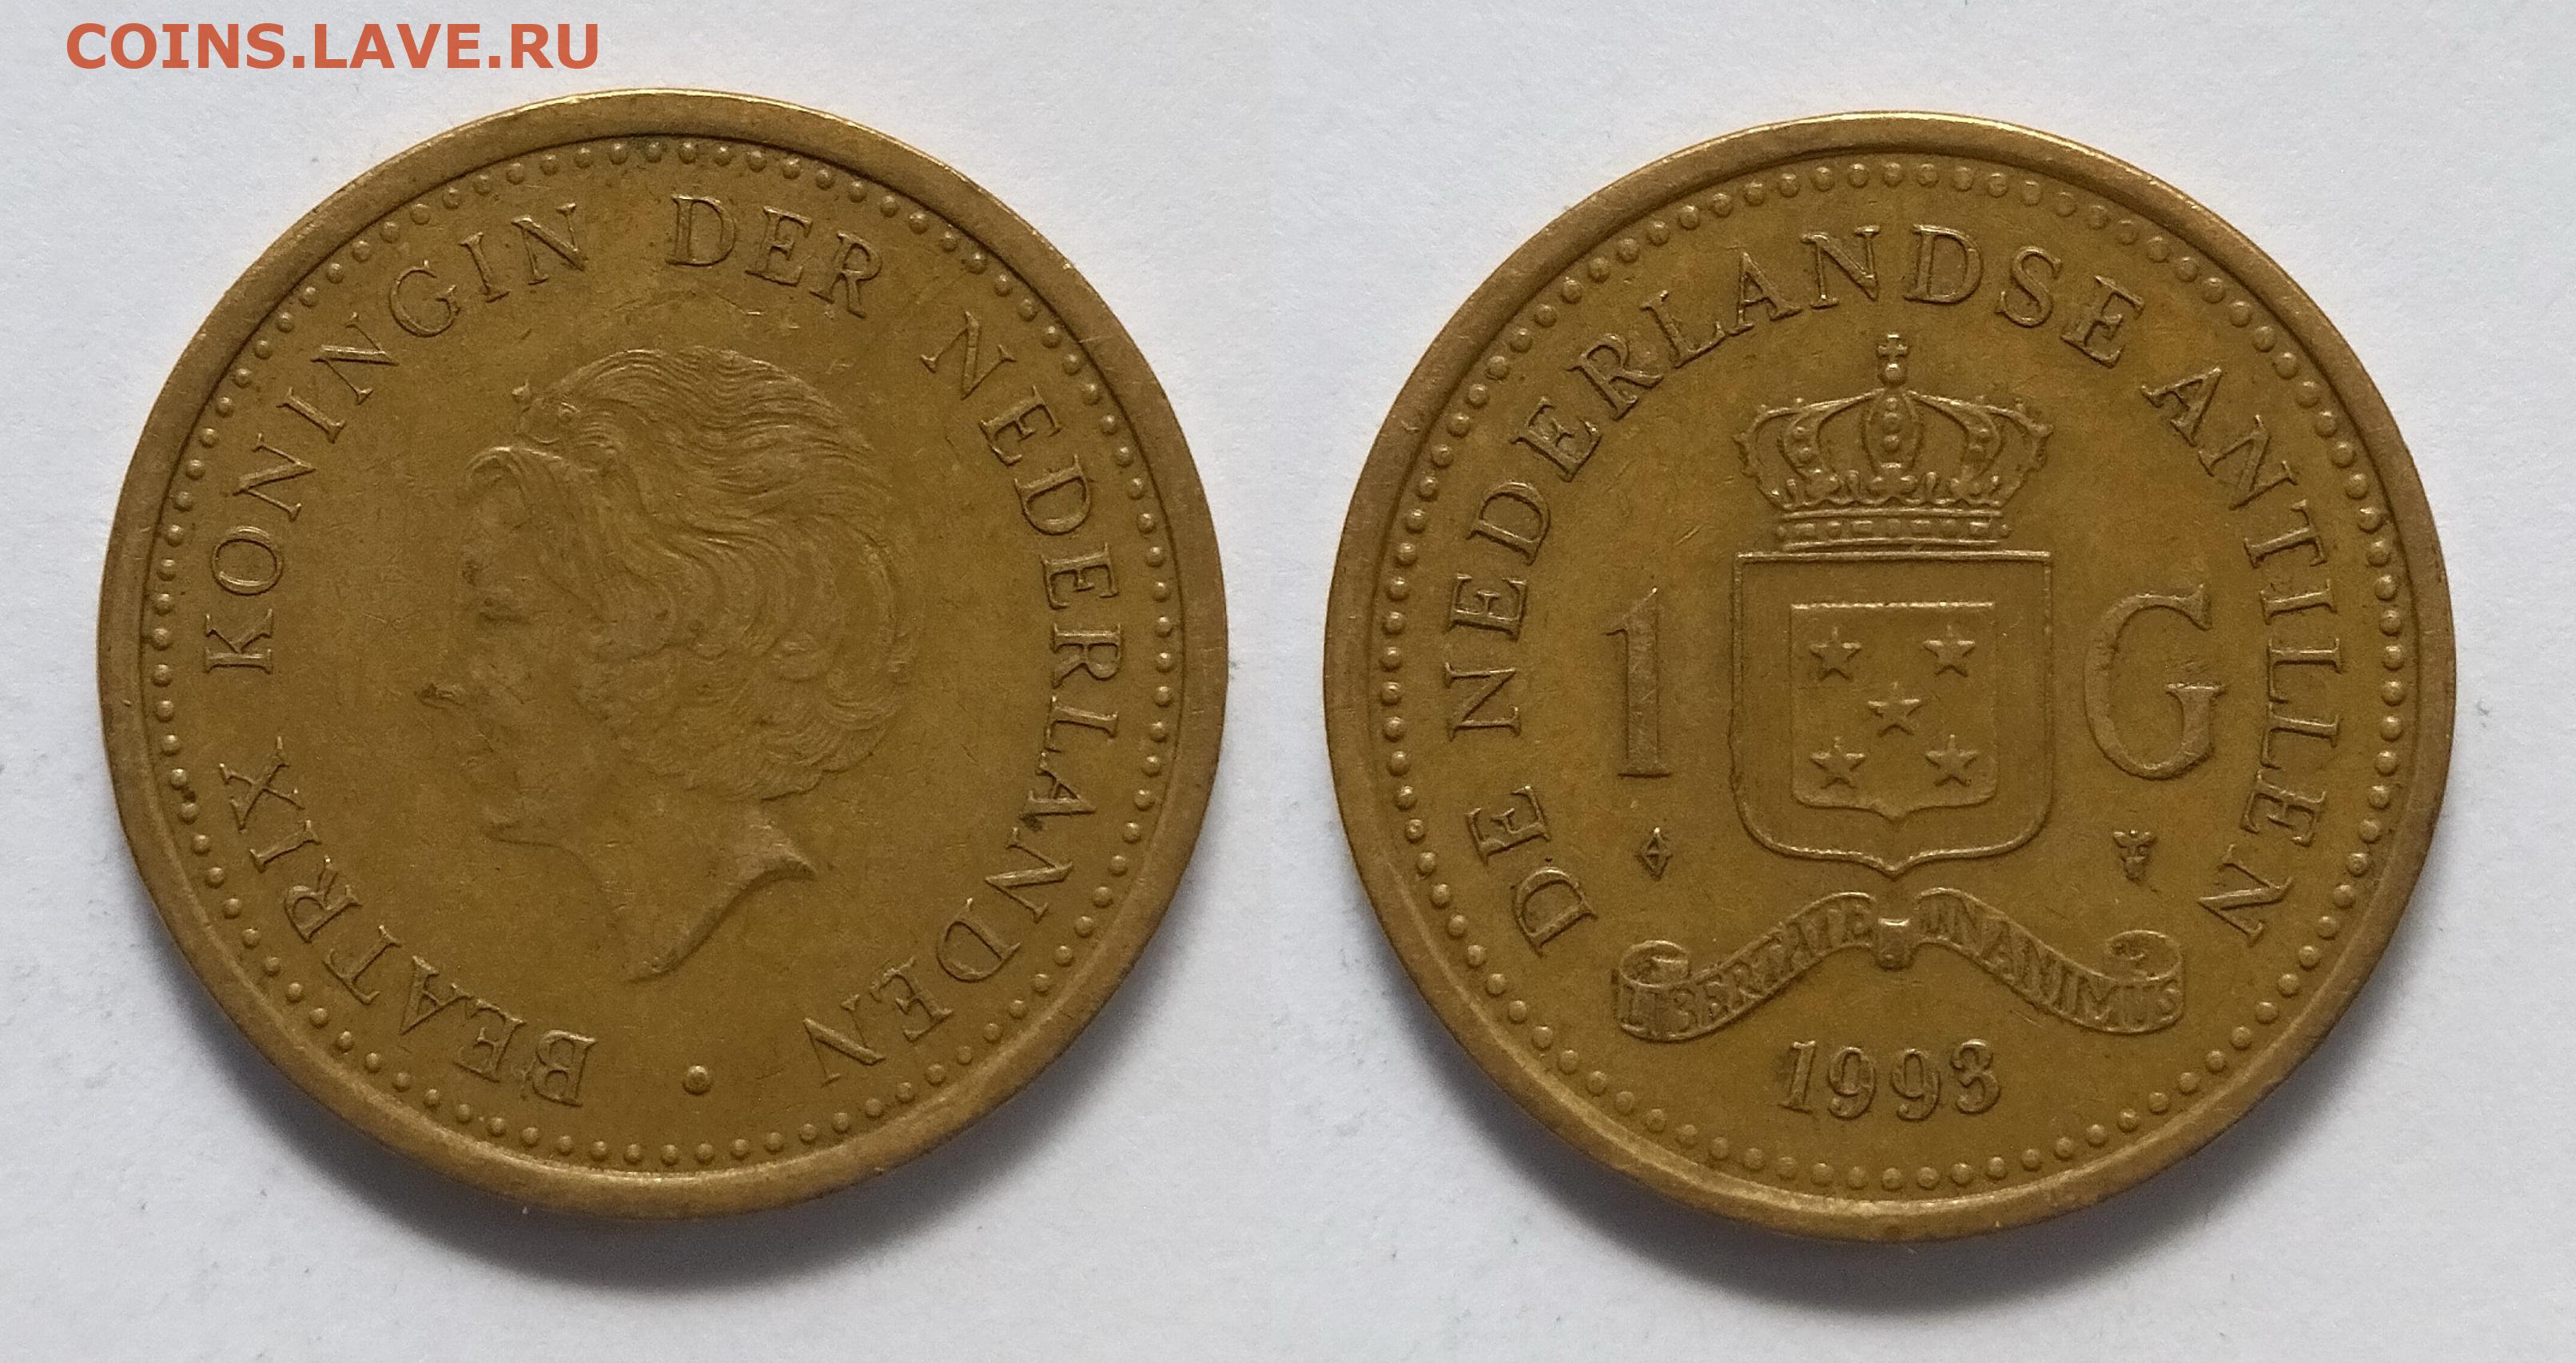 COINS.LAVE.RU
BEATRIX KONINGIN DER NEDERLANDEN •
DE NEDERLANDSE ANTILLEN
1 G
LIBERTATE UNANIMUS
1993